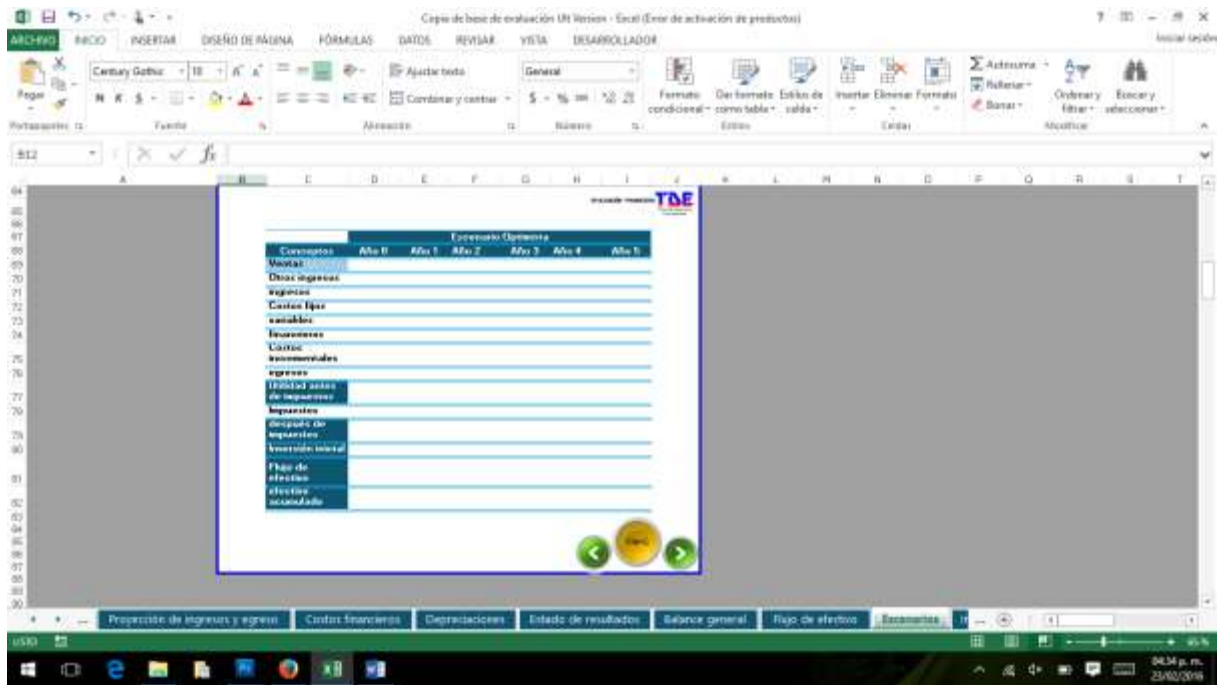 Copia de base de evaluación UN Version - Excel (Error de activación de productos)
ARCHIVO INICIO INSERTAR DISEÑO DE PÁGINA FÓRMULAS DATOS REVISAR VISTA DESARROLLADOR Iniciar sesión
Pegar
Century Gothic 10
N K S
Ajustar texto
Combinar y centrar
General
$ % 000
Formato condicional
Dar formato como tabla
Estilos de celda
Insertar Eliminar Formato
Autosuma
Rellenar
Borrar
Ordenar y filtrar
Buscar y seleccionar
Portapapeles Fuente Alineación Número Estilos Celdas Modificar
B12 fx
A B C D E F G H I J K L M N O P Q R S T
TDE
Escenario Optimista
Conceptos Año 0 Año 1 Año 2 Año 3 Año 4 Año 5
Ventas
Otros ingresos
ingresos
Costos fijos
variables
financieros
Costos
incrementales
egresos
Utilidad antes
de impuestos
Impuestos
después de
impuestos
Inversión inicial
Flujo de
efectivo
efectivo
acumulado
Proyección de ingresos y egreso Costos financieros Depreciaciones Estado de resultados Balance general Flujo de efectivo Escenarios
LISTO 65 %
04:34 p. m.
23/02/2016